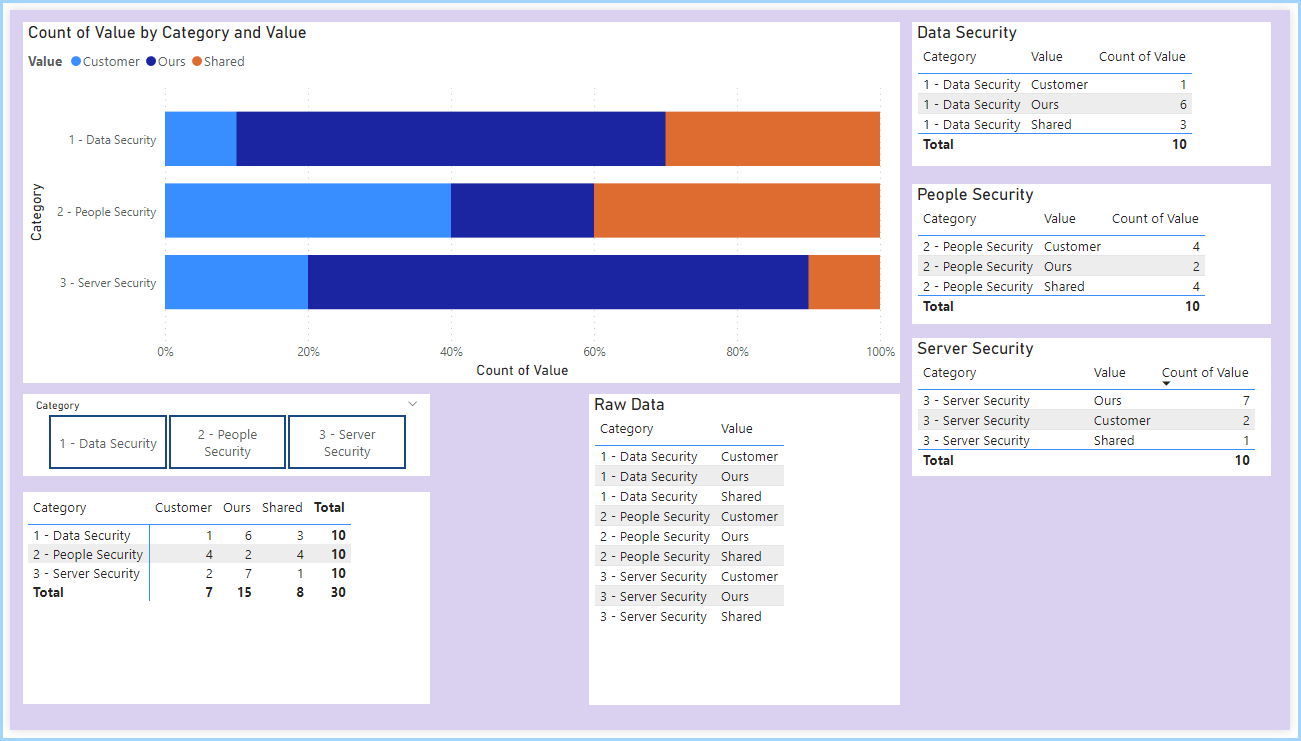 Count of Value by Category and Value
Value Customer Ours Shared
Category
1 - Data Security
2 - People Security
3 - Server Security
0% 20% 40% 60% 80% 100%
Count of Value
Data Security
Category Value Count of Value
1 - Data Security Customer 1
1 - Data Security Ours 6
1 - Data Security Shared 3
Total 10
People Security
Category Value Count of Value
2 - People Security Customer 4
2 - People Security Ours 2
2 - People Security Shared 4
Total 10
Server Security
Category Value Count of Value
3 - Server Security Ours 7
3 - Server Security Customer 2
3 - Server Security Shared 1
Total 10
Category
1 - Data Security
2 - People
Security
3 - Server
Security
Category Customer Ours Shared Total
1 - Data Security 1 6 3 10
2 - People Security 4 2 4 10
3 - Server Security 2 7 1 10
Total 7 15 8 30
Raw Data
Category Value
1 - Data Security Customer
1 - Data Security Ours
1 - Data Security Shared
2 - People Security Customer
2 - People Security Ours
2 - People Security Shared
3 - Server Security Customer
3 - Server Security Ours
3 - Server Security Shared